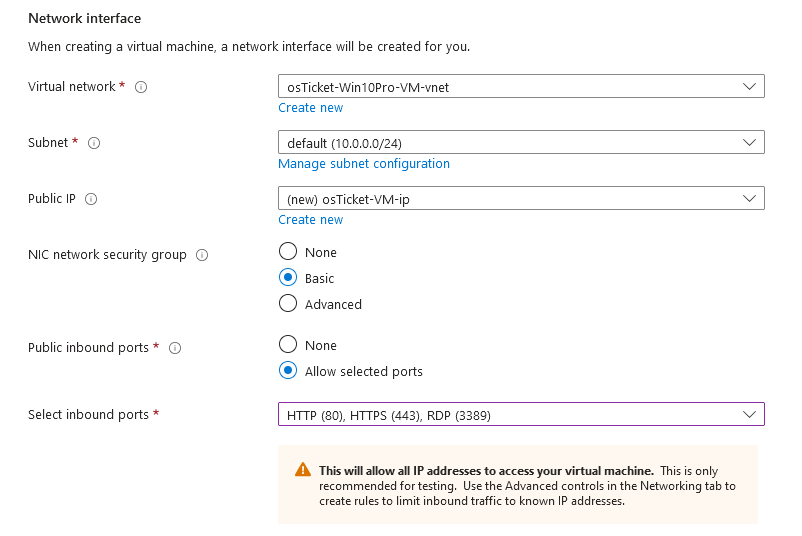 Network interface
When creating a virtual machine, a network interface will be created for you.
Virtual network *
osTicket-Win10Pro-VM-vnet
Create new
Subnet *
default (10.0.0.0/24)
Manage subnet configuration
Public IP
(new) osTicket-VM-ip
Create new
NIC network security group
None
Basic
Advanced
Public inbound ports *
None
Allow selected ports
Select inbound ports *
HTTP (80), HTTPS (443), RDP (3389)
This will allow all IP addresses to access your virtual machine. This is only
recommended for testing. Use the Advanced controls in the Networking tab to
create rules to limit inbound traffic to known IP addresses.